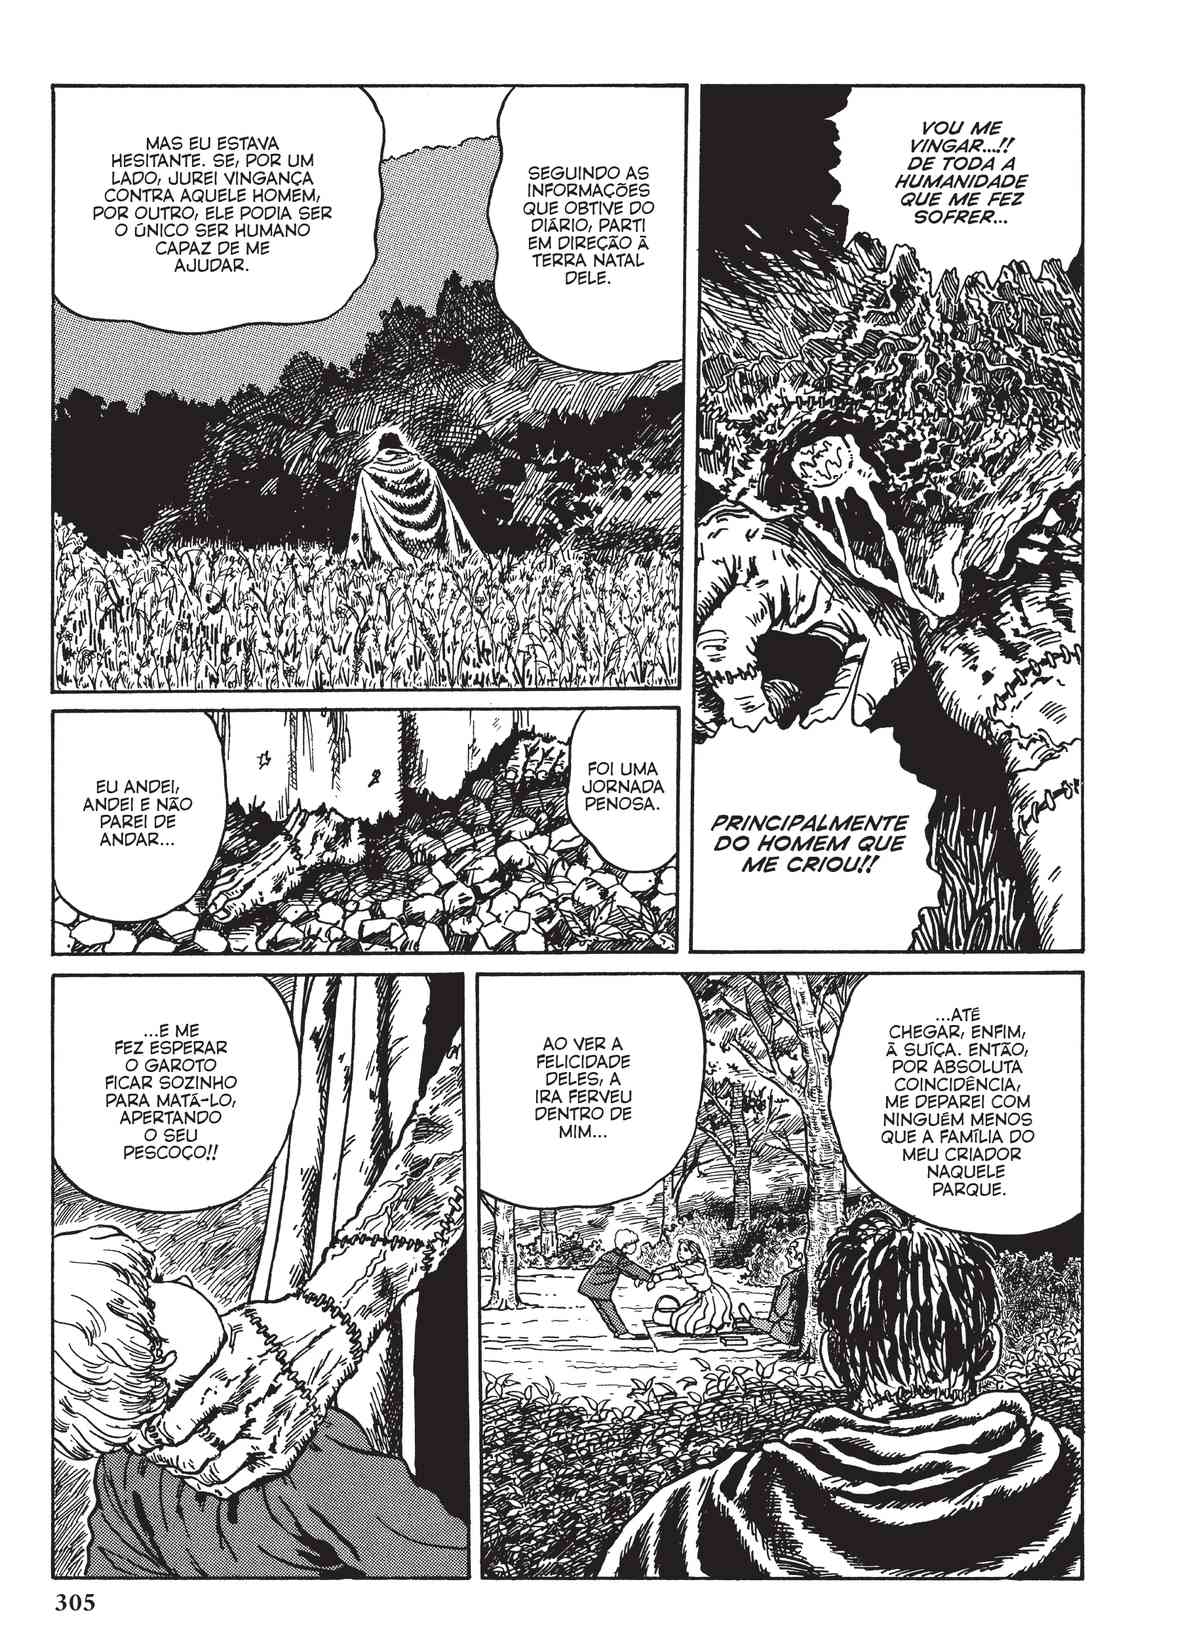 VOU ME
VINGAR...!!
DE TODA A
HUMANIDADE
QUE ME FEZ
SOFRER...
PRINCIPALMENTE
DO HOMEM QUE
ME CRIOU!!
SEGUINDO AS
INFORMAÇÕES
QUE OBTIVE DO
DIÁRIO, PARTI
EM DIREÇÃO À
TERRA NATAL
DELE.
MAS EU ESTAVA
HESITANTE. SE, POR UM
LADO, JUREI VINGANÇA
CONTRA AQUELE HOMEM,
POR OUTRO, ELE PODIA SER
O ÚNICO SER HUMANO
CAPAZ DE ME
AJUDAR.
FOI UMA
JORNADA
PENOSA.
EU ANDEI,
ANDEI E NÃO
PAREI DE
ANDAR...
...ATÉ
CHEGAR, ENFIM,
À SUÍÇA. ENTÃO,
POR ABSOLUTA
COINCIDÊNCIA,
ME DEPAREI COM
NINGUÉM MENOS
QUE A FAMÍLIA DO
MEU CRIADOR
NAQUELE
PARQUE.
AO VER A
FELICIDADE
DELES, A
IRA FERVEU
DENTRO DE
MIM...
...E ME
FEZ ESPERAR
O GAROTO
FICAR SOZINHO
PARA MATÁ-LO,
APERTANDO
O SEU
PESCOÇO!!
305